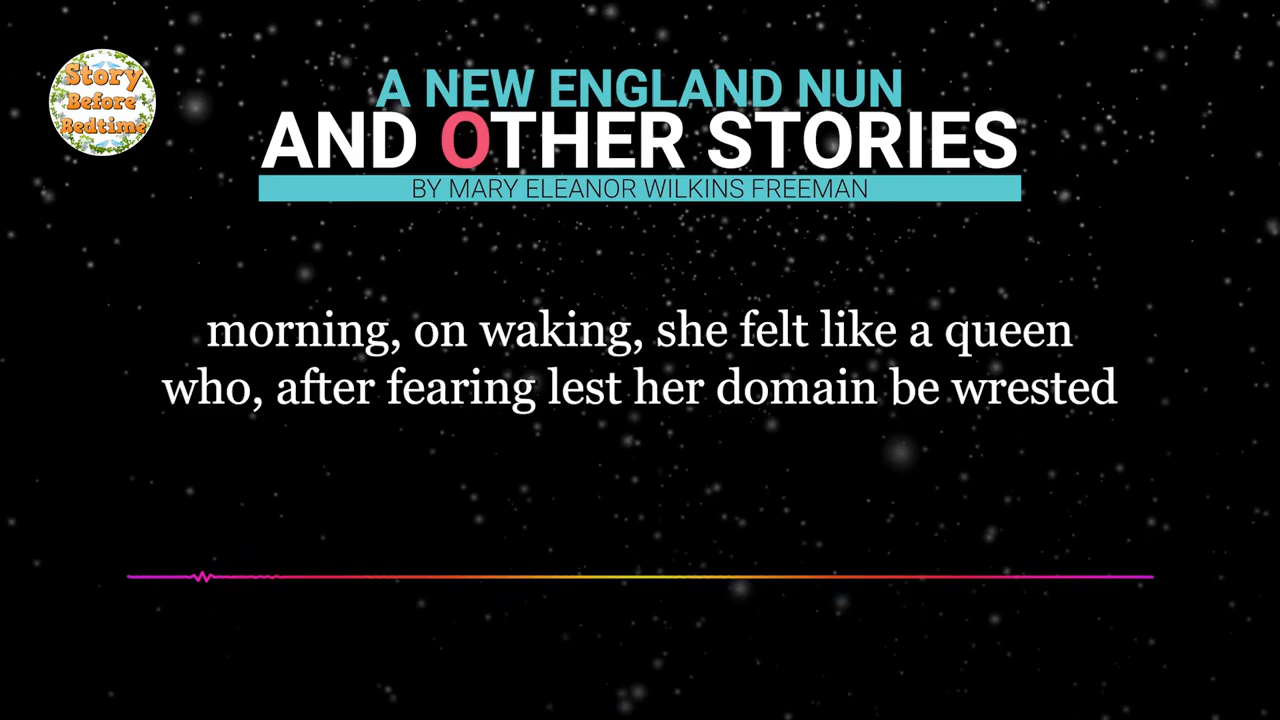 Story
Before
Bedtime
A NEW ENGLAND NUN
AND OTHER STORIES
BY MARY ELEANOR WILKINS FREEMAN
morning, on waking, she felt like a queen
who, after fearing lest her domain be wrested